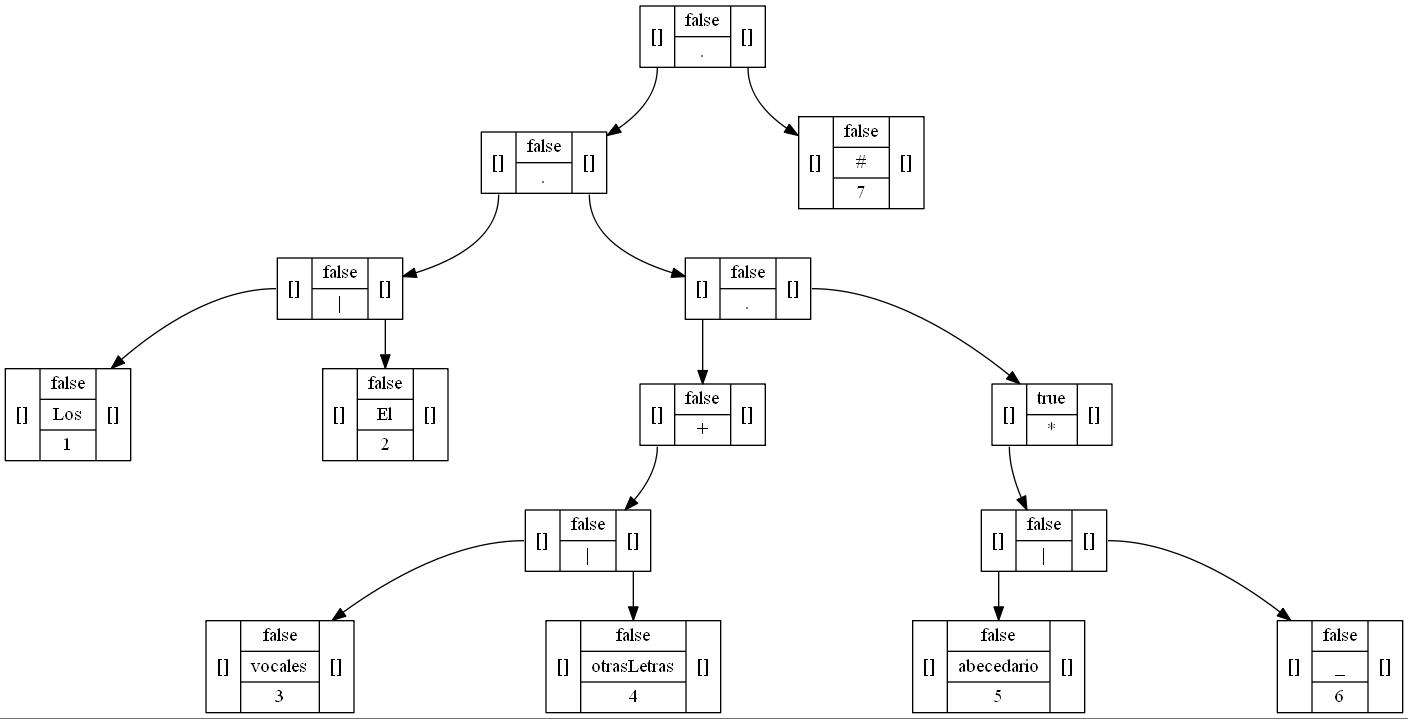 [] false []
.
[] false []
.
false
[] # []
7
[] false []
|
[] false []
.
false
[] Los []
1
false
[] El []
2
[] false []
+
[] true []
*
[] false []
|
[] false []
|
false
[] vocales []
3
false
[] otrasLetras []
4
false
[] abecedario []
5
false
[] _ []
6